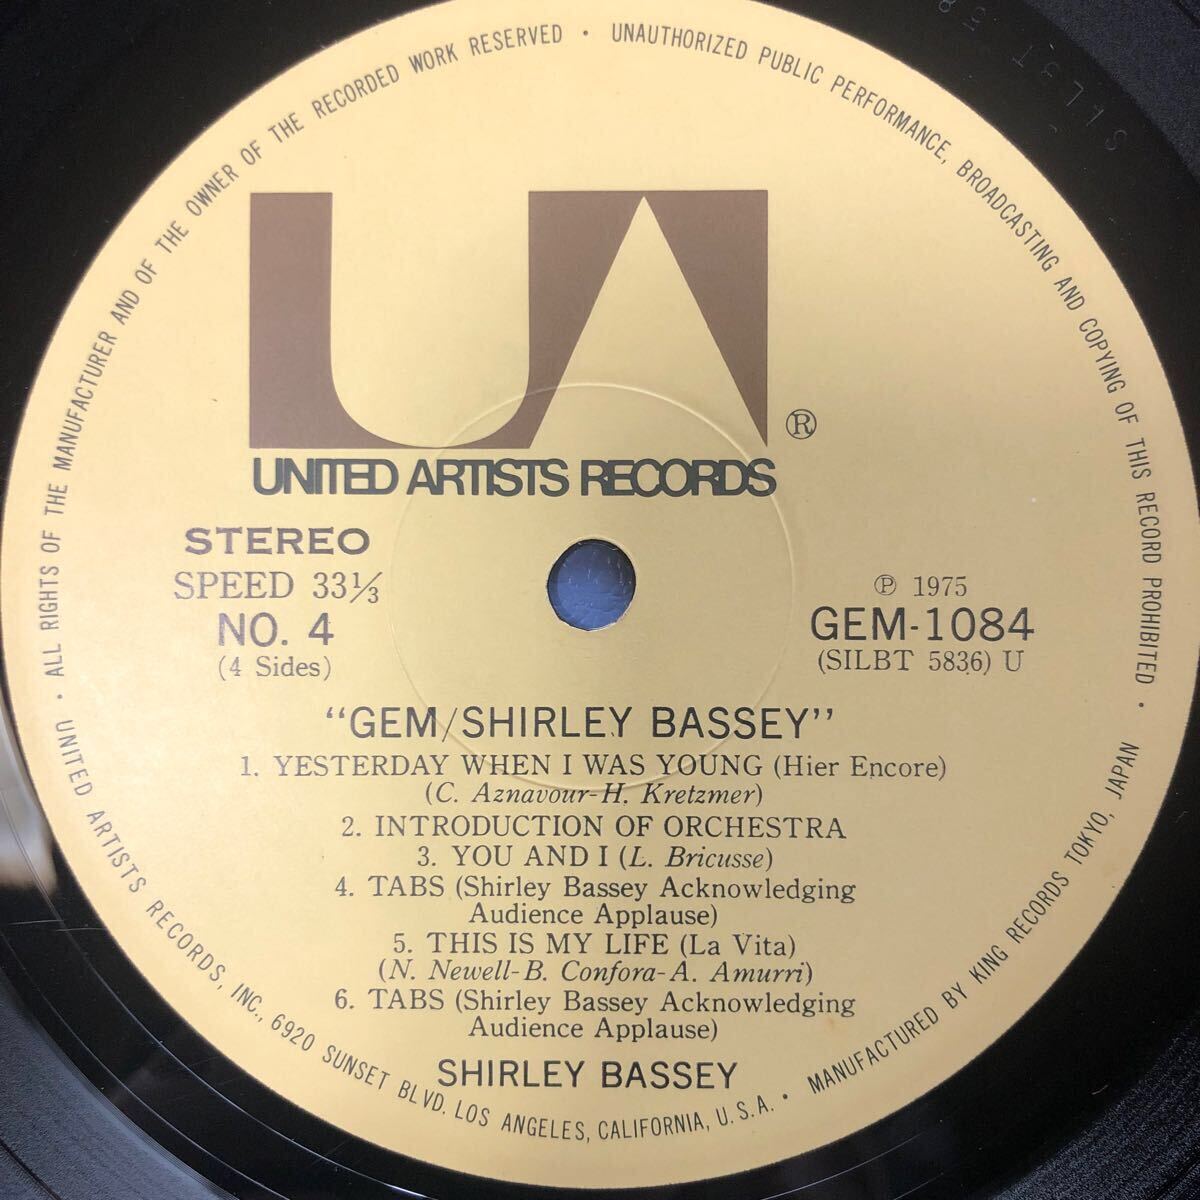 ALL RIGHTS OF THE MANUFACTURER AND OF THE OWNER OF THE RECORDED WORK RESERVED · UNAUTHORIZED PUBLIC PERFORMANCE, BROADCASTING AND COPYING OF THIS RECORD PROHIBITED ·
UA
®
UNITED ARTISTS RECORDS
STEREO
SPEED 33⅓
NO. 4
(4 Sides)
℗ 1975
GEM-1084
(SILBT 5836) U
“GEM/SHIRLEY BASSEY”
1. YESTERDAY WHEN I WAS YOUNG (Hier Encore)
(C. Aznavour-H. Kretzmer)
2. INTRODUCTION OF ORCHESTRA
3. YOU AND I (L. Bricusse)
4. TABS (Shirley Bassey Acknowledging
Audience Applause)
5. THIS IS MY LIFE (La Vita)
(N. Newell-B. Confora-A. Amurri)
6. TABS (Shirley Bassey Acknowledging
Audience Applause)
SHIRLEY BASSEY
· UNITED ARTISTS RECORDS, INC., 6920 SUNSET BLVD. LOS ANGELES, CALIFORNIA, U.S.A. · MANUFACTURED BY KING RECORDS TOKYO, JAPAN